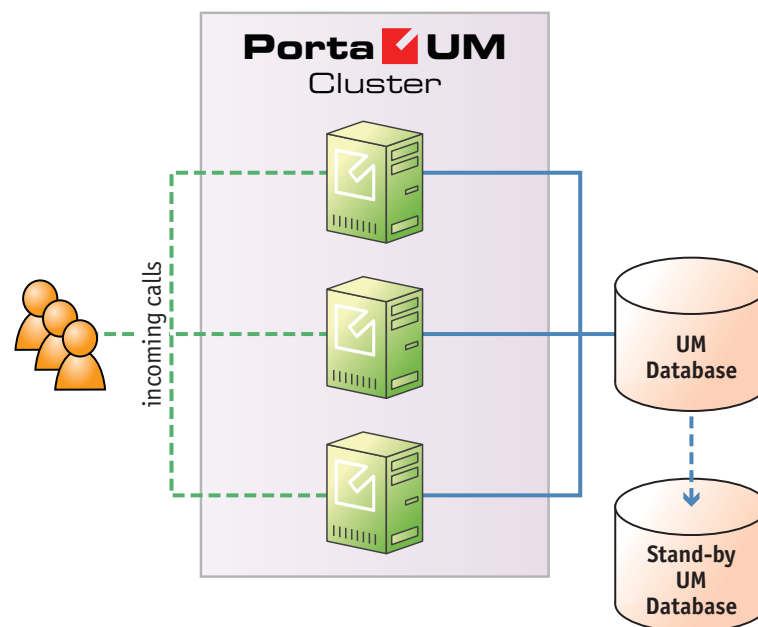 Porta UM
Cluster
incoming calls
UM
Database
Stand-by
UM
Database